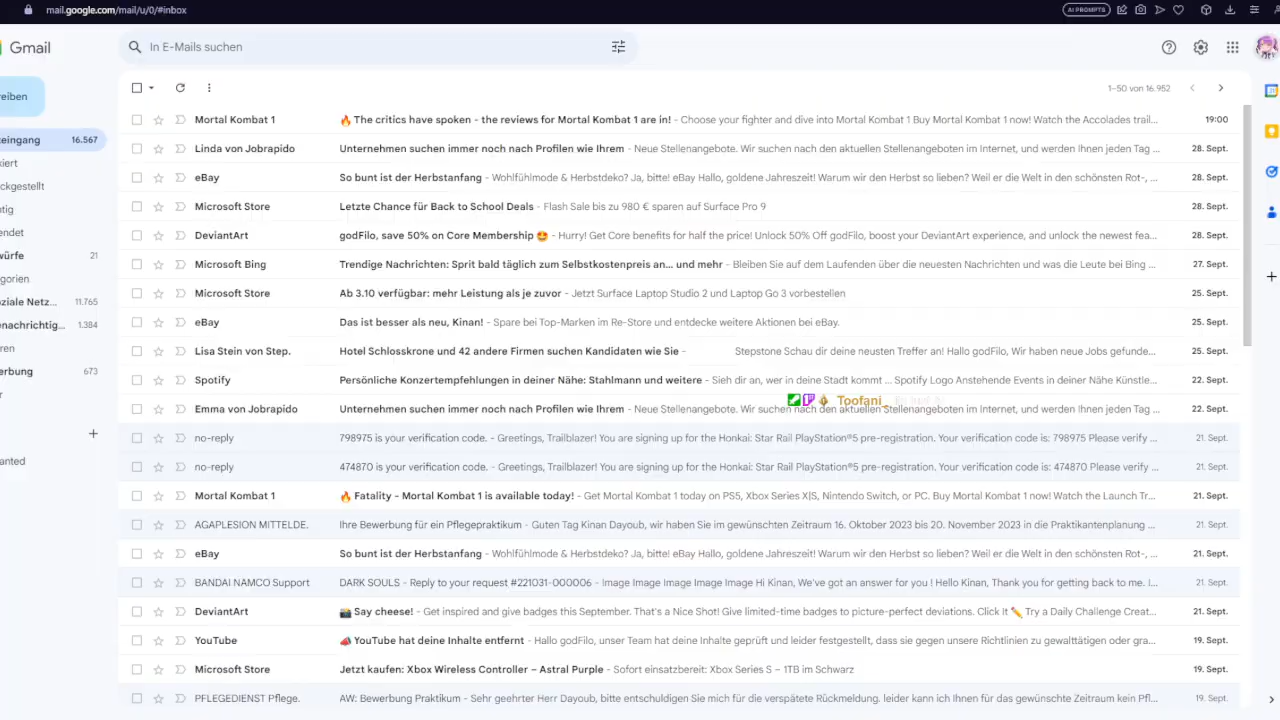 mail.google.com/mail/u/0/#inbox AI PROMPTS
Gmail In E-Mails suchen
reiben 1–50 von 16.952
teingang 16.567
kiert
ckgestellt
htig
endet
würfe 21
egorien
oziale Netz... 11.765
enachrichtig... 1.384
ren
erbung 673
r
anted
Mortal Kombat 1 🔥 The critics have spoken - the reviews for Mortal Kombat 1 are in! - Choose your fighter and dive into Mortal Kombat 1 Buy Mortal Kombat 1 now! Watch the Accolades trail... 19:00
Linda von Jobrapido Unternehmen suchen immer noch nach Profilen wie Ihrem - Neue Stellenangebote. Wir suchen nach den aktuellen Stellenangeboten im Internet, und werden Ihnen jeden Tag ... 28. Sept.
eBay So bunt ist der Herbstanfang - Wohlfühlmode & Herbstdeko? Ja, bitte! eBay Hallo, goldene Jahreszeit! Warum wir den Herbst so lieben? Weil er die Welt in den schönsten Rot-, ... 28. Sept.
Microsoft Store Letzte Chance für Back to School Deals - Flash Sale bis zu 980 € sparen auf Surface Pro 9 28. Sept.
DeviantArt godFilo, save 50% on Core Membership 🤩 - Hurry! Get Core benefits for half the price! Unlock 50% Off godFilo, boost your DeviantArt experience, and unlock the newest fea... 28. Sept.
Microsoft Bing Trendige Nachrichten: Sprit bald täglich zum Selbstkostenpreis an... und mehr - Bleiben Sie auf dem Laufenden über die neuesten Nachrichten und was die Leute bei Bing ... 27. Sept.
Microsoft Store Ab 3.10 verfügbar: mehr Leistung als je zuvor - Jetzt Surface Laptop Studio 2 und Laptop Go 3 vorbestellen 25. Sept.
eBay Das ist besser als neu, Kinan! - Spare bei Top-Marken im Re-Store und entdecke weitere Aktionen bei eBay. 25. Sept.
Lisa Stein von Step. Hotel Schlosskrone und 42 andere Firmen suchen Kandidaten wie Sie - Stepstone Schau dir deine neusten Treffer an! Hallo godFilo, Wir haben neue Jobs gefunde... 25. Sept.
Spotify Persönliche Konzertempfehlungen in deiner Nähe: Stahlmann und weitere - Sieh dir an, wer in deine Stadt kommt ... Spotify Logo Anstehende Events in deiner Nähe Künstle... 22. Sept.
Toofani_
Emma von Jobrapido Unternehmen suchen immer noch nach Profilen wie Ihrem - Neue Stellenangebote. Wir suchen nach den aktuellen Stellenangeboten im Internet, und werden Ihnen jeden Tag ... 22. Sept.
no-reply 798975 is your verification code. - Greetings, Trailblazer! You are signing up for the Honkai: Star Rail PlayStation®5 pre-registration. Your verification code is: 798975 Please verify ... 21. Sept.
no-reply 474870 is your verification code. - Greetings, Trailblazer! You are signing up for the Honkai: Star Rail PlayStation®5 pre-registration. Your verification code is: 474870 Please verify ... 21. Sept.
Mortal Kombat 1 🔥 Fatality - Mortal Kombat 1 is available today! - Get Mortal Kombat 1 today on PS5, Xbox Series X|S, Nintendo Switch, or PC. Buy Mortal Kombat 1 now! Watch the Launch Tr... 21. Sept.
AGAPLESION MITTELDE. Ihre Bewerbung für ein Pflegepraktikum - Guten Tag Kinan Dayoub, wir haben Sie im gewünschten Zeitraum 16. Oktober 2023 bis 20. November 2023 in die Praktikantenplanung ... 21. Sept.
eBay So bunt ist der Herbstanfang - Wohlfühlmode & Herbstdeko? Ja, bitte! eBay Hallo, goldene Jahreszeit! Warum wir den Herbst so lieben? Weil er die Welt in den schönsten Rot-, ... 21. Sept.
BANDAI NAMCO Support DARK SOULS - Reply to your request #221031-000006 - Image Image Image Image Image Hi Kinan, We've got an answer for you ! Hello Kinan, Thank you for getting back to me. I... 21. Sept.
DeviantArt 📸 Say cheese! - Get inspired and give badges this September. That's a Nice Shot! Give limited-time badges to picture-perfect deviations. Click It ✏️ Try a Daily Challenge Creat... 21. Sept.
YouTube 📣 YouTube hat deine Inhalte entfernt - Hallo godFilo, unser Team hat deine Inhalte geprüft und leider festgestellt, dass sie gegen unsere Richtlinien zu gewalttätigen oder gra... 19. Sept.
Microsoft Store Jetzt kaufen: Xbox Wireless Controller – Astral Purple - Sofort einsatzbereit: Xbox Series S – 1TB im Schwarz 19. Sept.
PFLEGEDIENST Pflege. AW: Bewerbung Praktikum - Sehr geehrter Herr Dayoub, bitte entschuldigen Sie mich für die verspätete Rückmeldung. leider kann ich Ihnen für das gewünschte Zeitraum kein Pfl... 19. Sept.